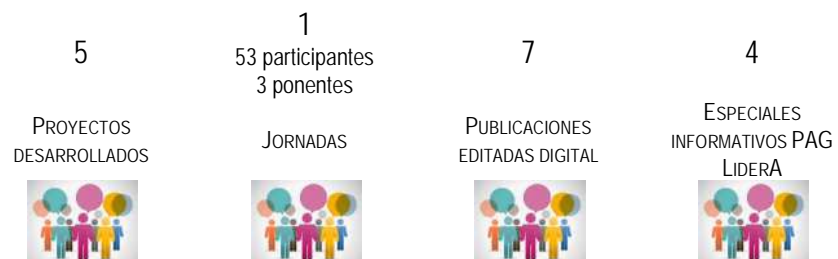 5
PROYECTOS
DESARROLLADOS
1
53 participantes
3 ponentes
JORNADAS
7
PUBLICACIONES
EDITADAS DIGITAL
4
ESPECIALES
INFORMATIVOS PAG
LIDERA